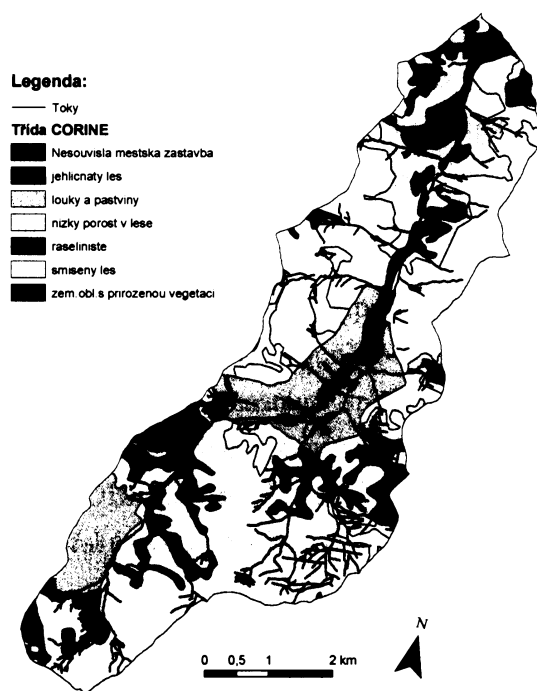 Legenda:
Toky
Třída CORINE
Nesouvisla mestska zastavba
jehlicnaty les
louky a pastviny
nizky porost v lese
raseliniste
smiseny les
zem.obl.s prirozenou vegetaci
N
0 0,5 1 2 km